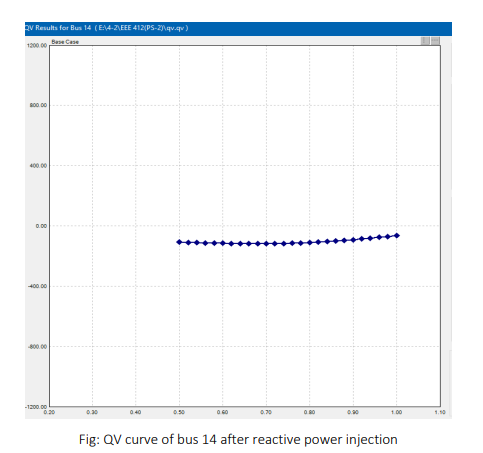 QV Results for Bus 14 ( E:\4-2\EEE 412(PS-2)\qv.qv )
Base Case
1200.00
800.00
400.00
0.00
-400.00
-800.00
-1200.00
0.20 0.30 0.40 0.50 0.60 0.70 0.80 0.90 1.00 1.10
Fig: QV curve of bus 14 after reactive power injection